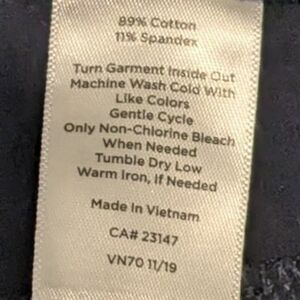 89% Cotton
11% Spandex
Turn Garment Inside Out
Machine Wash Cold With
Like Colors
Gentle Cycle
Only Non-Chlorine Bleach
When Needed
Tumble Dry Low
Warm Iron, if Needed
Made in Vietnam
CA# 23147
VN70 11/19